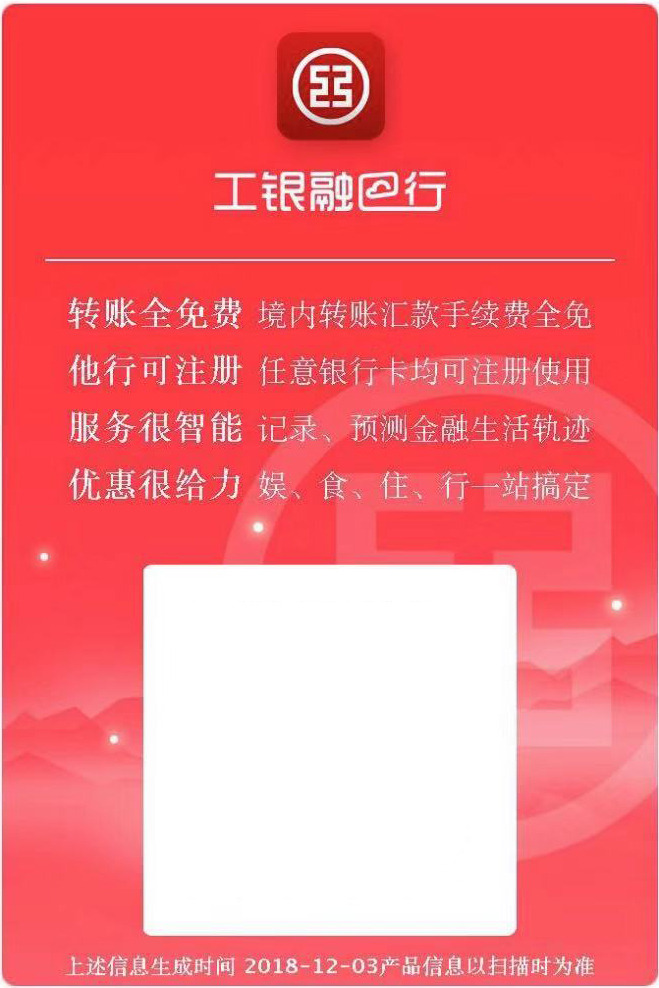 工银融e行
转账全免费 境内转账汇款手续费全免
他行可注册 任意银行卡均可注册使用
服务很智能 记录、预测金融生活轨迹
优惠很给力 娱、食、住、行一站搞定
上述信息生成时间 2018-12-03产品信息以扫描时为准